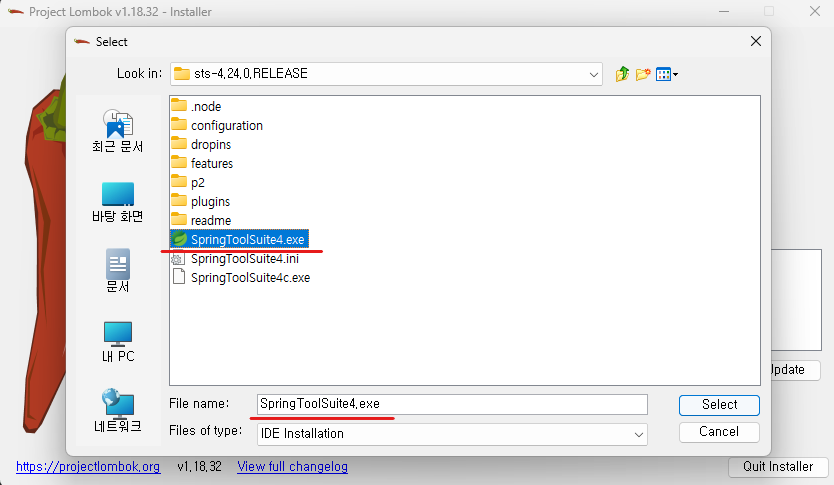 Project Lombok v1.18.32 - Installer
Select
Look in: sts-4.24.0.RELEASE
.node
configuration
dropins
features
p2
plugins
readme
SpringToolSuite4.exe
SpringToolSuite4.ini
SpringToolSuite4c.exe
최근 문서
바탕 화면
문서
내 PC
네트워크
File name: SpringToolSuite4.exe
Files of type: IDE Installation
Select
Cancel
https://projectlombok.org v1.18.32 View full changelog
Quit Installer